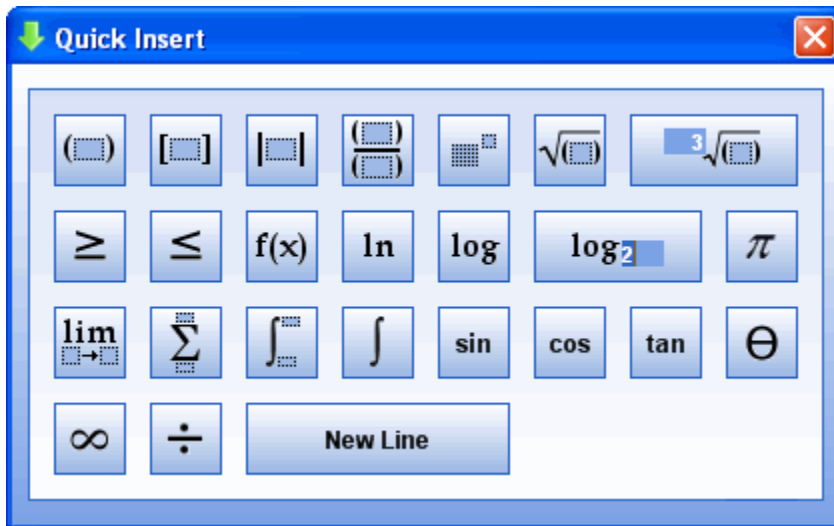 Quick Insert
( ) [ ] | | ( )/( ) √( ) 3√( )
≥ ≤ f(x) ln log log2 π
lim → Σ ∫ ∫ sin cos tan Θ
∞ ÷ New Line